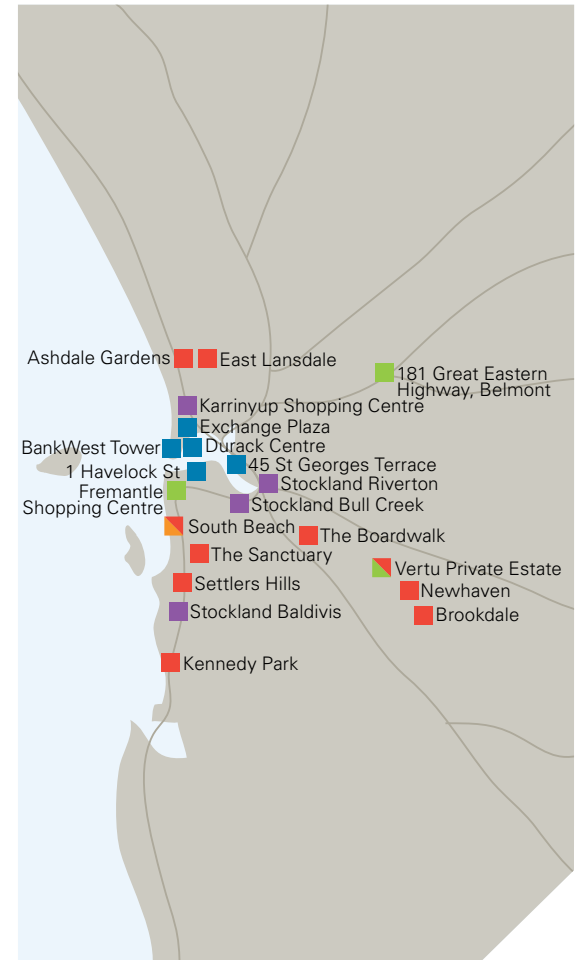 Ashdale Gardens
East Lansdale
181 Great Eastern
Highway, Belmont
Karrinyup Shopping Centre
Exchange Plaza
BankWest Tower
Durack Centre
1 Havelock St
45 St Georges Terrace
Stockland Riverton
Fremantle
Shopping Centre
Stockland Bull Creek
South Beach
The Boardwalk
The Sanctuary
Vertu Private Estate
Settlers Hills
Newhaven
Stockland Baldivis
Brookdale
Kennedy Park